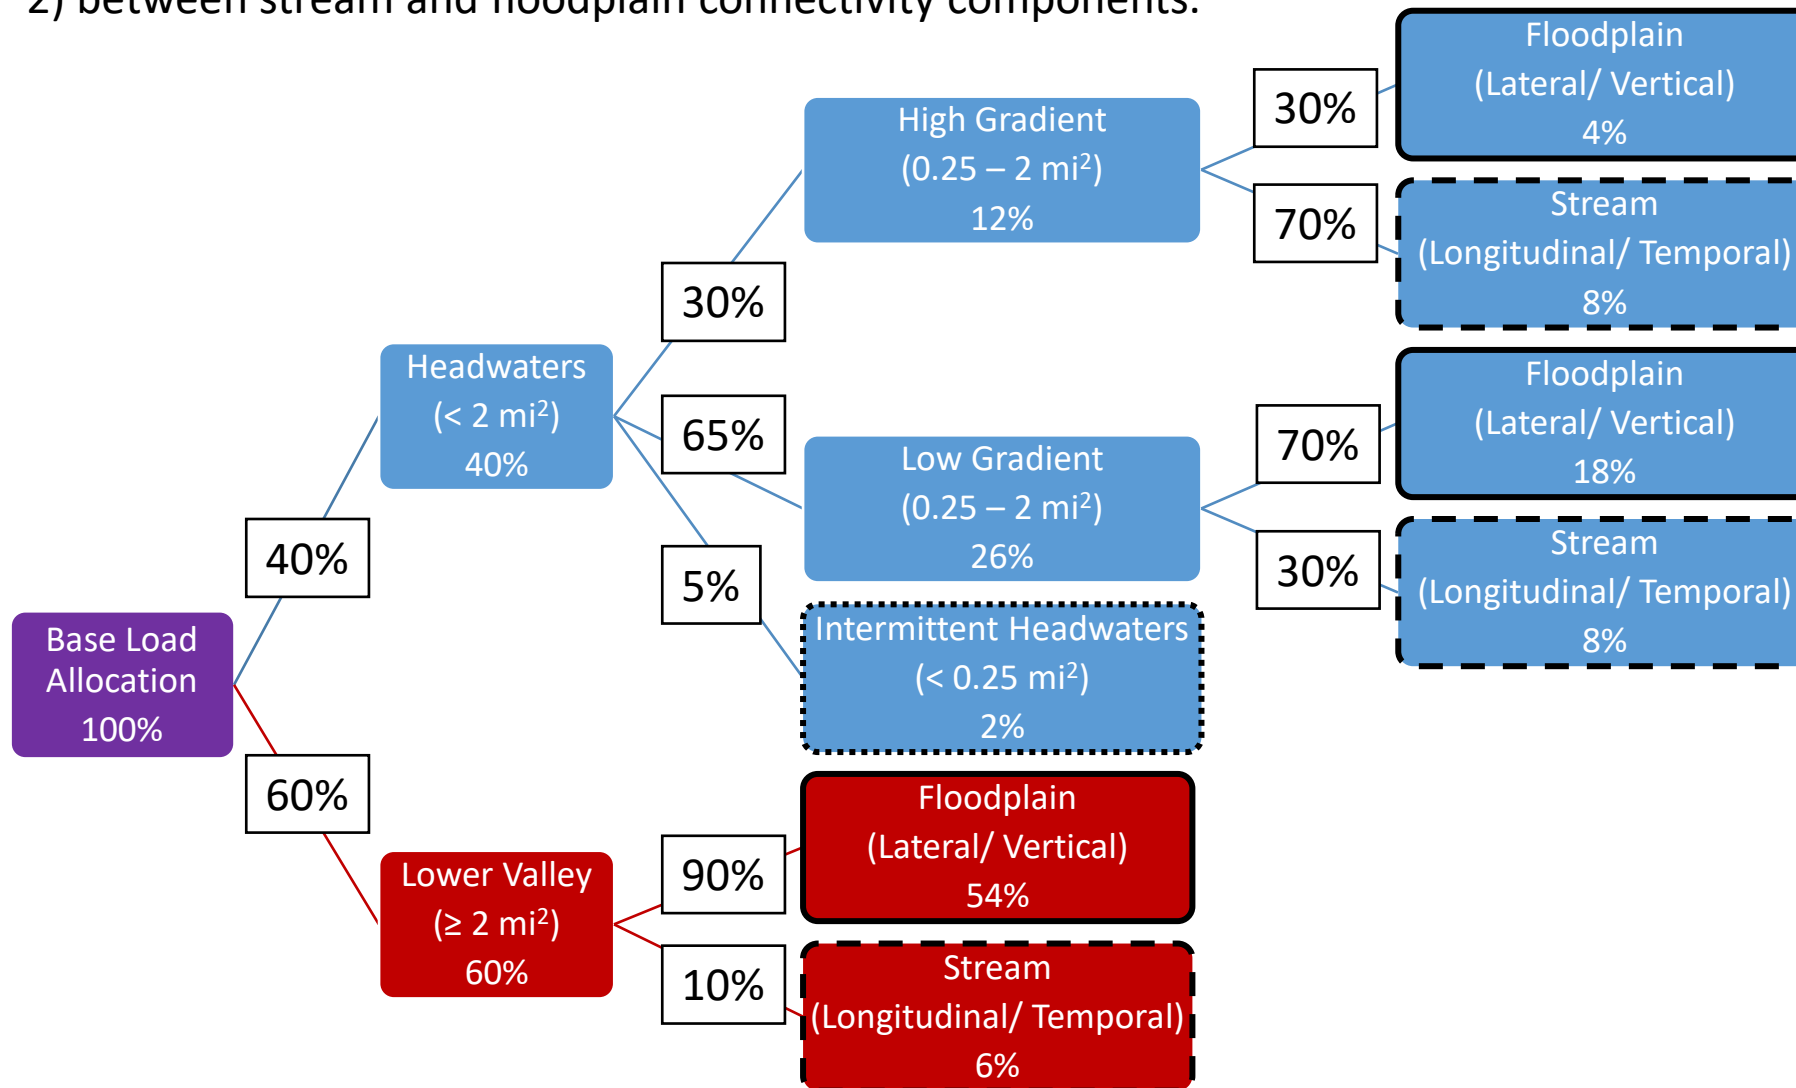 2) between stream and floodplain connectivity components.
Base Load
Allocation
100%
40%
60%
Headwaters
(< 2 mi²)
40%
30%
65%
5%
High Gradient
(0.25 – 2 mi²)
12%
30%
70%
Floodplain
(Lateral/ Vertical)
4%
Stream
(Longitudinal/ Temporal)
8%
Low Gradient
(0.25 – 2 mi²)
26%
70%
30%
Floodplain
(Lateral/ Vertical)
18%
Stream
(Longitudinal/ Temporal)
8%
Intermittent Headwaters
(< 0.25 mi²)
2%
Lower Valley
(≥ 2 mi²)
60%
90%
10%
Floodplain
(Lateral/ Vertical)
54%
Stream
(Longitudinal/ Temporal)
6%